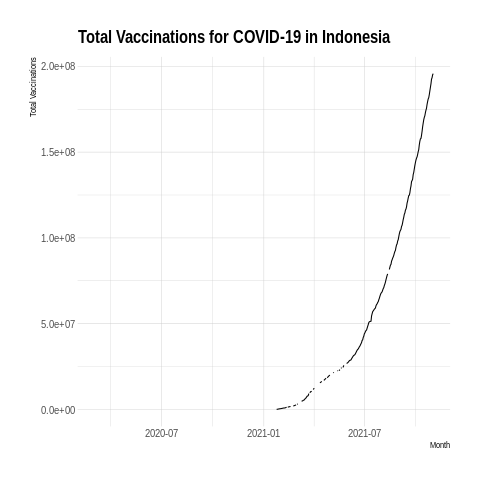 Total Vaccinations for COVID-19 in Indonesia
Total Vaccinations
2.0e+08
1.5e+08
1.0e+08
5.0e+07
0.0e+00
2020-07 2021-01 2021-07
Month